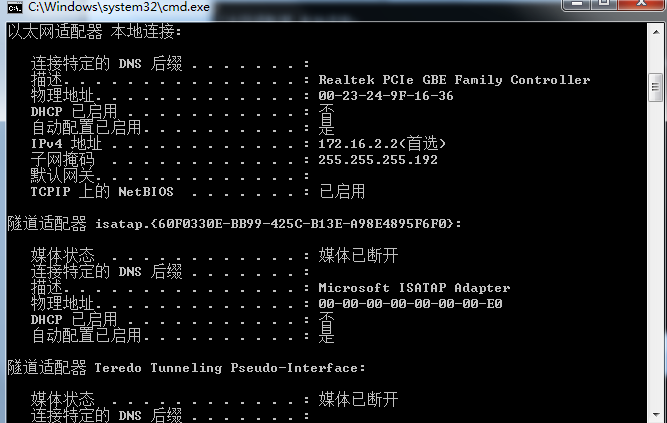 C:\Windows\system32\cmd.exe
以太网适配器 本地连接:
连接特定的 DNS 后缀 . . . . . . . :
描述. . . . . . . . . . . . . . . : Realtek PCIe GBE Family Controller
物理地址. . . . . . . . . . . . . : 00-23-24-9F-16-36
DHCP 已启用 . . . . . . . . . . . : 否
自动配置已启用. . . . . . . . . . : 是
IPv4 地址 . . . . . . . . . . . . : 172.16.2.2(首选)
子网掩码  . . . . . . . . . . . . : 255.255.255.192
默认网关. . . . . . . . . . . . . :
TCPIP 上的 NetBIOS  . . . . . . . : 已启用
隧道适配器 isatap.{60F0330E-BB99-425C-B13E-A98E4895F6F0}:
媒体状态  . . . . . . . . . . . . : 媒体已断开
连接特定的 DNS 后缀 . . . . . . . :
描述. . . . . . . . . . . . . . . : Microsoft ISATAP Adapter
物理地址. . . . . . . . . . . . . : 00-00-00-00-00-00-00-E0
DHCP 已启用 . . . . . . . . . . . : 否
自动配置已启用. . . . . . . . . . : 是
隧道适配器 Teredo Tunneling Pseudo-Interface:
媒体状态  . . . . . . . . . . . . : 媒体已断开
连接特定的 DNS 后缀 . . . . . . . :